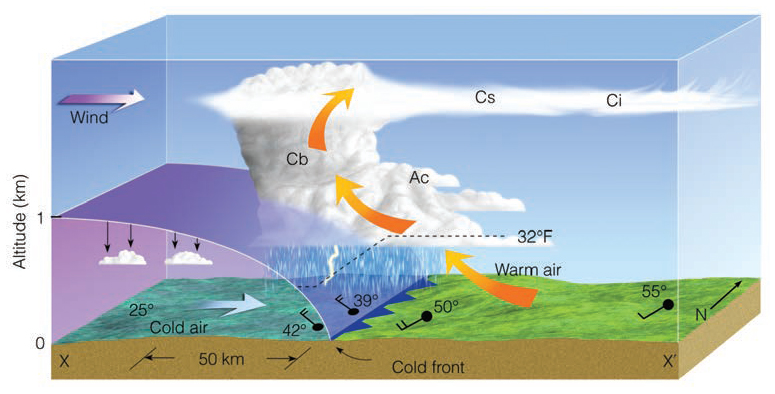 Wind
Cs
Ci
Cb
Ac
Altitude (km)
1
32°F
Warm air
25°
Cold air
42°
39°
50°
55°
N
0
X
50 km
Cold front
X'